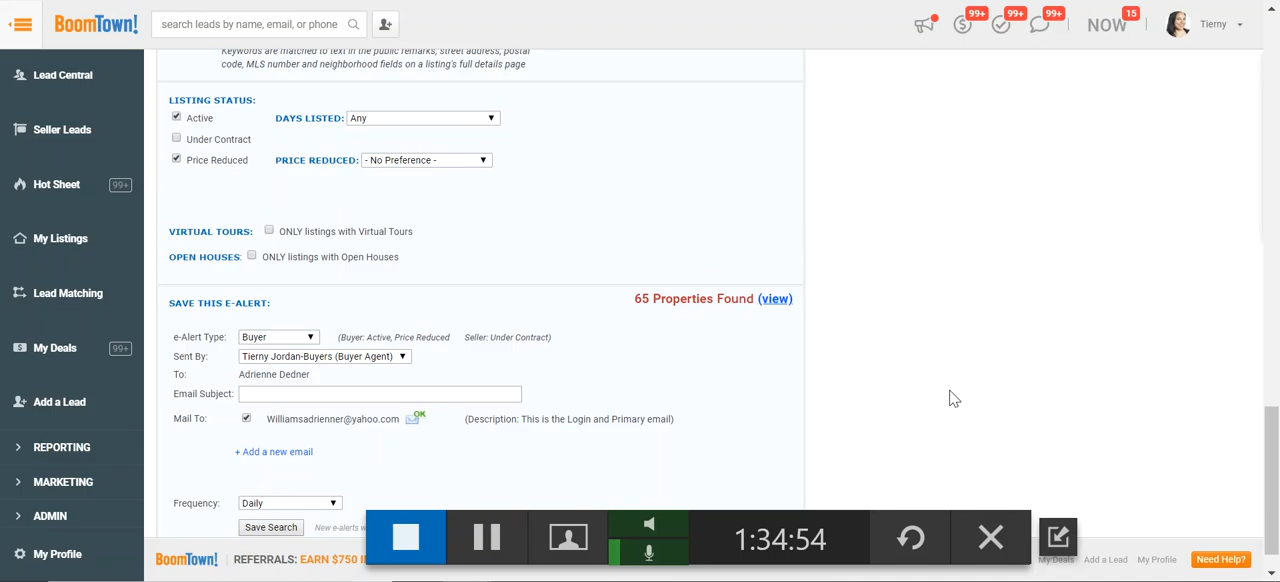 BOOMTOWN! search leads by name, email, or phone 99+ 99+ 99+ NOW 15 Tierny
Keywords are matched to text in the public remarks, street address, postal
code, MLS number and neighborhood fields on a listing's full details page
Lead Central
Seller Leads
Hot Sheet 99+
My Listings
Lead Matching
My Deals 99+
Add a Lead
REPORTING
MARKETING
ADMIN
My Profile
LISTING STATUS:
Active DAYS LISTED: Any
Under Contract
Price Reduced PRICE REDUCED: - No Preference -
VIRTUAL TOURS: ONLY listings with Virtual Tours
OPEN HOUSES: ONLY listings with Open Houses
SAVE THIS E-ALERT: 65 Properties Found (view)
e-Alert Type: Buyer (Buyer: Active, Price Reduced Seller: Under Contract)
Sent By: Tierny Jordan-Buyers (Buyer Agent)
To: Adrienne Dedner
Email Subject:
Mail To: Williamsadrienner@yahoo.com OK (Description: This is the Login and Primary email)
+ Add a new email
Frequency: Daily
Save Search New e-alerts
1:34:54
BOOMTOWN! REFERRALS: EARN $750 My Deals Add a Lead My Profile Need Help?